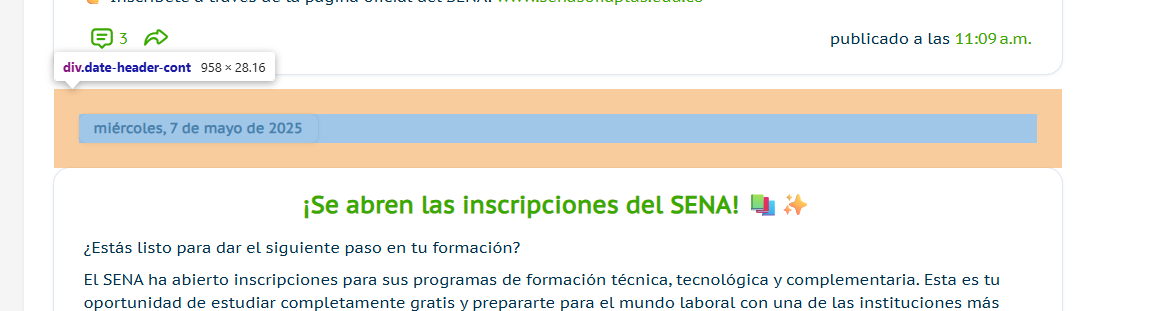 3
publicado a las 11:09 a.m.
div.date-header-cont 958 × 28.16
miércoles, 7 de mayo de 2025
¡Se abren las inscripciones del SENA!
¿Estás listo para dar el siguiente paso en tu formación?
El SENA ha abierto inscripciones para sus programas de formación técnica, tecnológica y complementaria. Esta es tu
oportunidad de estudiar completamente gratis y prepararte para el mundo laboral con una de las instituciones más